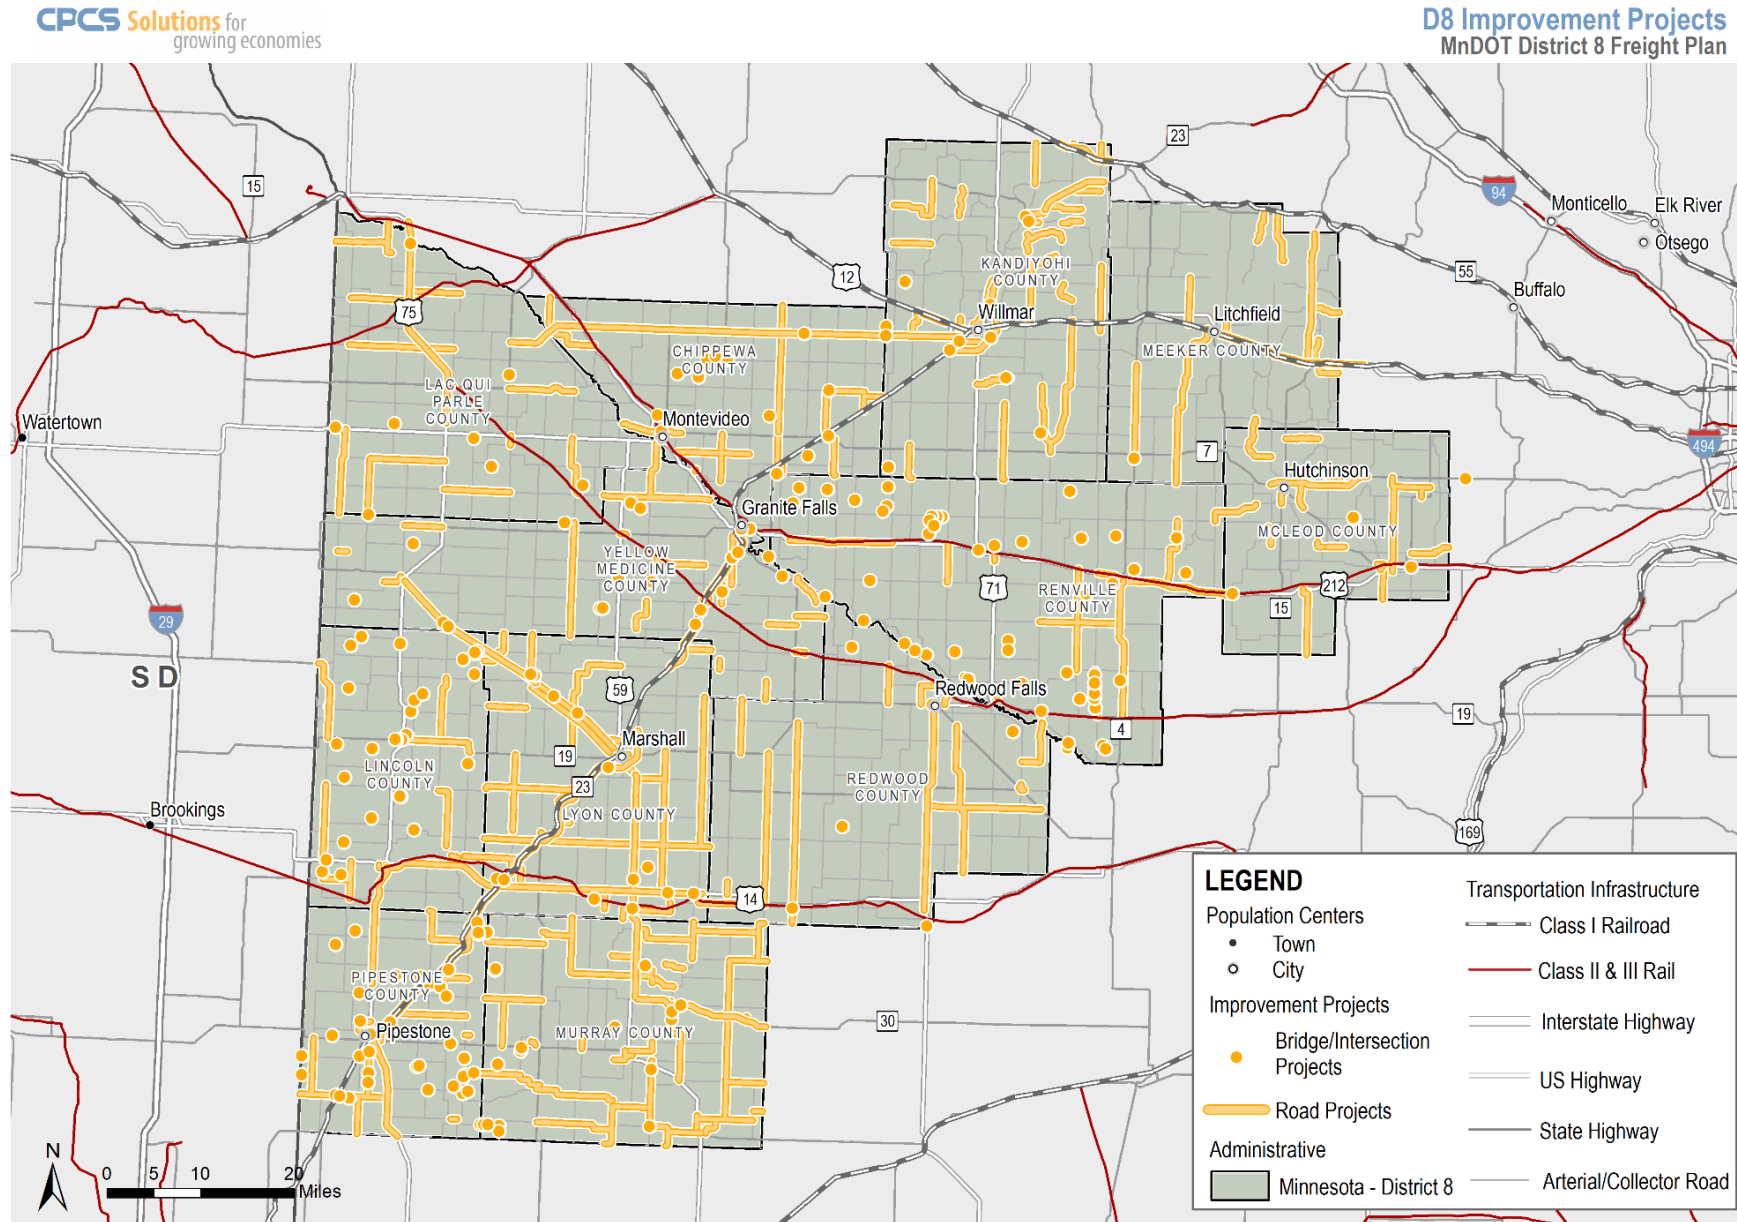 CPCS Solutions for
growing economies
D8 Improvement Projects
MnDOT District 8 Freight Plan
23
15
94
Monticello
Elk River
Otsego
12
55
KANDIYOHI
COUNTY
Buffalo
75
Willmar
Litchfield
CHIPPEWA
COUNTY
MEEKER COUNTY
LAC QUI
PARLE
COUNTY
Watertown
Montevideo
494
7
Hutchinson
Granite Falls
MCLEOD COUNTY
YELLOW
MEDICINE
COUNTY
71
RENVILLE
COUNTY
212
15
29
SD
59
Redwood Falls
19
4
Marshall
19
LINCOLN
COUNTY
23
REDWOOD
COUNTY
Brookings
LYON COUNTY
169
14
PIPESTONE
COUNTY
Pipestone
MURRAY COUNTY
30
LEGEND
Population Centers
Town
City
Improvement Projects
Bridge/Intersection
Projects
Road Projects
Administrative
Minnesota - District 8
Transportation Infrastructure
Class I Railroad
Class II & III Rail
Interstate Highway
US Highway
State Highway
Arterial/Collector Road
N
0 5 10 20
Miles